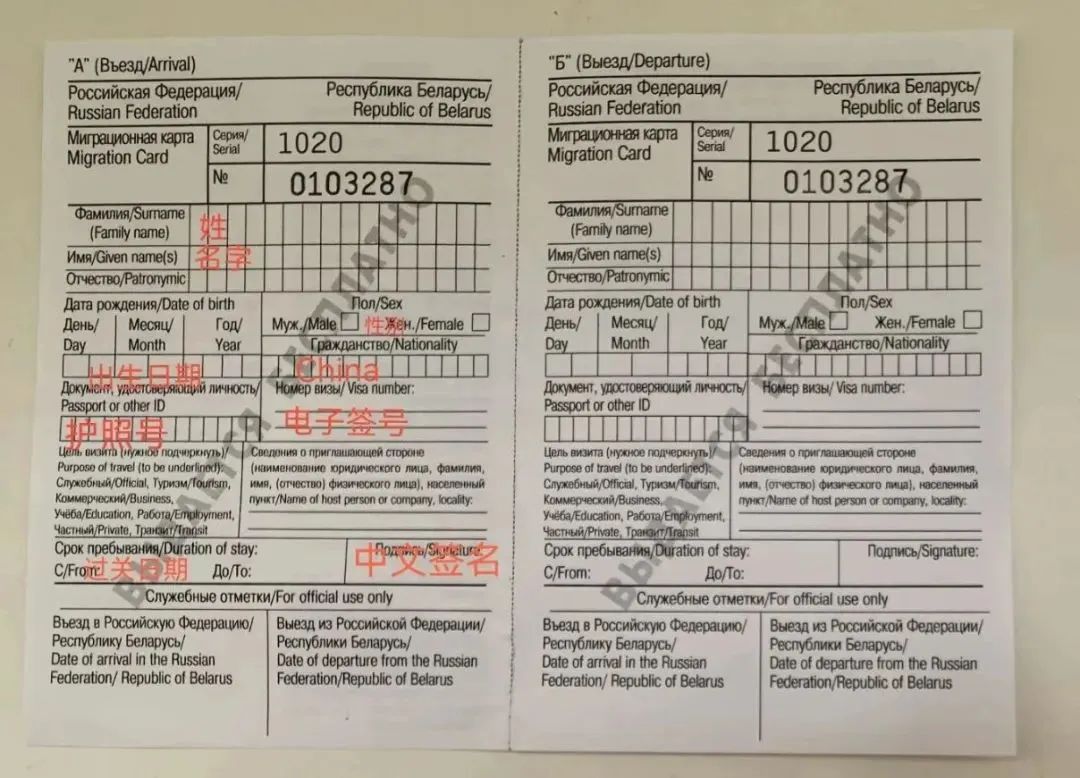 "А" (Въезд/Arrival)
Российская Федерация/
Russian Federation
Республика Беларусь/
Republic of Belarus
Миграционная карта
Migration Card
Серия/
Serial
1020
№
0103287
Фамилия/Surname
(Family name)
姓
Имя/Given name(s)
名字
Отчество/Patronymic
Дата рождения/Date of birth
Пол/Sex
День/
Day
Месяц/
Month
Год/
Year
Муж./Male
性别
Жен./Female
Гражданство/Nationality
出生日期
China
Документ, удостоверяющий личность/
Passport or other ID
Номер визы/ Visa number:
护照号
电子签号
Цель визита (нужное подчеркнуть)/
Purpose of travel (to be underlined):
Служебный/Official, Туризм/Tourism,
Коммерческий/Business,
Учёба/Education, Работа/Employment,
Частный/Private, Транзит/Transit
Сведения о приглашающей стороне
(наименование юридического лица, фамилия,
имя, (отчество) физического лица), населенный
пункт/Name of host person or company, locality:
Срок пребывания/Duration of stay:
С/From:
过关日期
До/To:
Подпись/Signature:
中文签名
Служебные отметки/For official use only
Въезд в Российскую Федерацию/
Республику Беларусь/
Date of arrival in the Russian
Federation/ Republic of Belarus
Выезд из Российской Федерации/
Республики Беларусь/
Date of departure from the Russian
Federation/Republic of Belarus
ВЫДАЕТСЯ БЕСПЛАТНО
"Б" (Выезд/Departure)
Российская Федерация/
Russian Federation
Республика Беларусь/
Republic of Belarus
Миграционная карта
Migration Card
Серия/
Serial
1020
№
0103287
Фамилия/Surname
(Family name)
Имя/Given name(s)
Отчество/Patronymic
Дата рождения/Date of birth
Пол/Sex
День/
Day
Месяц/
Month
Год/
Year
Муж./Male
Жен./Female
Гражданство/Nationality
Документ, удостоверяющий личность/
Passport or other ID
Номер визы/ Visa number:
Цель визита (нужное подчеркнуть)/
Purpose of travel (to be underlined):
Служебный/Official, Туризм/Tourism,
Коммерческий/Business,
Учёба/Education, Работа/Employment,
Частный/Private, Транзит/Transit
Сведения о приглашающей стороне
(наименование юридического лица, фамилия,
имя, (отчество) физического лица), населенный
пункт/Name of host person or company, locality:
Срок пребывания/Duration of stay:
С/From:
До/To:
Подпись/Signature:
Служебные отметки/For official use only
Въезд в Российскую Федерацию/
Республику Беларусь/
Date of arrival in the Russian
Federation/ Republic of Belarus
Выезд из Российской Федерации/
Республики Беларусь/
Date of departure from the Russian
Federation/Republic of Belarus
ВЫДАЕТСЯ БЕСПЛАТНО